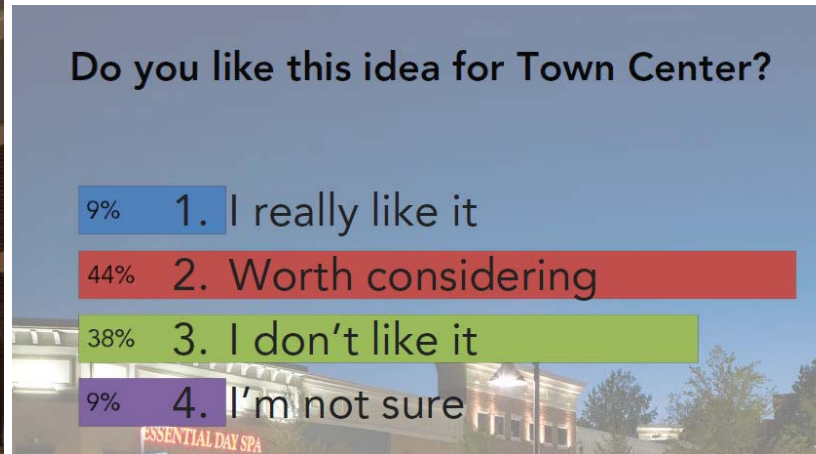 Do you like this idea for Town Center?
9% 1. I really like it
44% 2. Worth considering
38% 3. I don't like it
9% 4. I'm not sure
ESSENTIAL DAY SPA